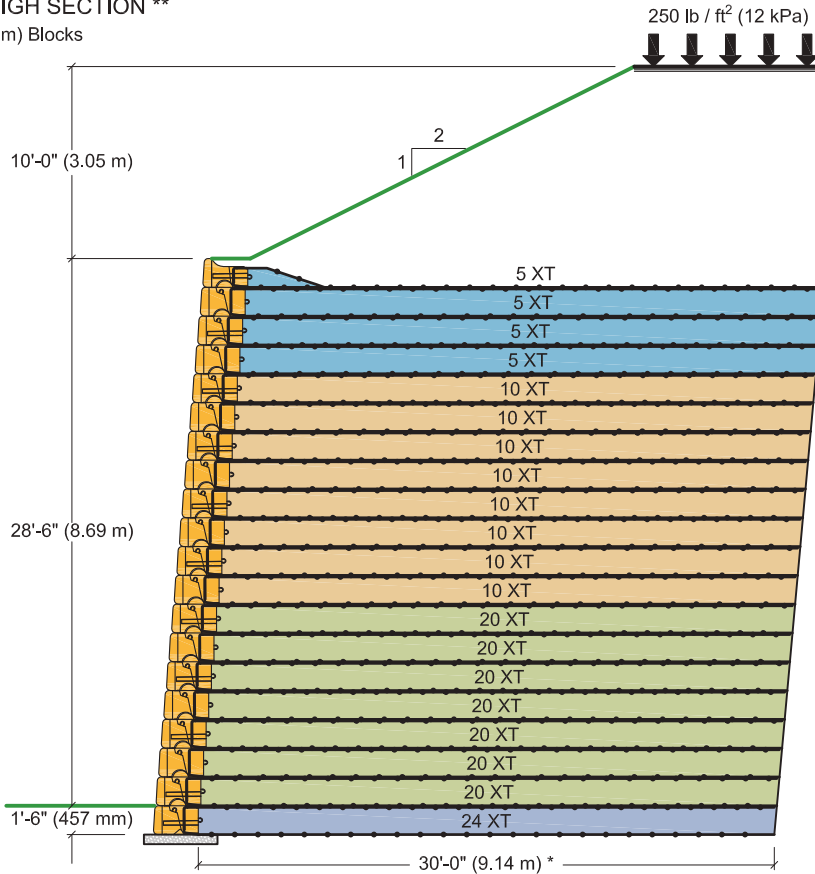 IGH SECTION **
m) Blocks
250 lb / ft² (12 kPa)
2
1
10'-0" (3.05 m)
5 XT
5 XT
5 XT
5 XT
10 XT
10 XT
10 XT
10 XT
10 XT
28'-6" (8.69 m)
10 XT
10 XT
10 XT
20 XT
20 XT
20 XT
20 XT
20 XT
20 XT
20 XT
1'-6" (457 mm)
24 XT
30'-0" (9.14 m) *